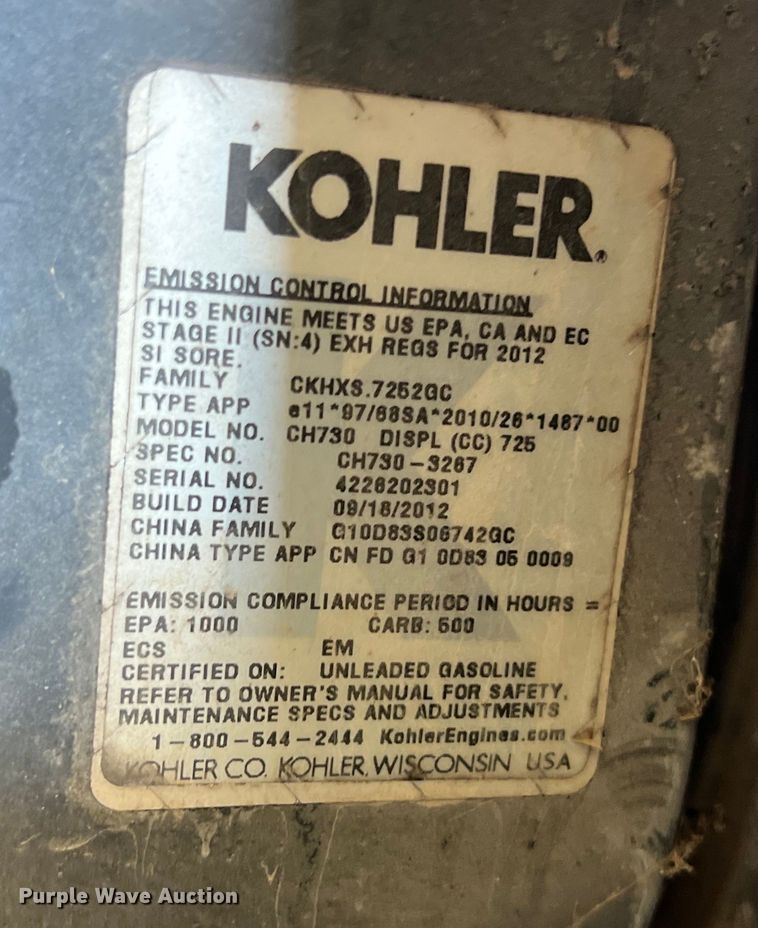 KOHLER®
EMISSION CONTROL INFORMATION
THIS ENGINE MEETS US EPA, CA AND EC
STAGE II (SN:4) EXH REGS FOR 2012
SI SORE.
FAMILY CKHXS.7252GC
TYPE APP e11*97/68SA*2010/26*1487*00
MODEL NO. CH730 DISPL (CC) 725
SPEC NO. CH730-3267
SERIAL NO. 4226202301
BUILD DATE 09/18/2012
CHINA FAMILY G10D83S06742GC
CHINA TYPE APP CN FD G1 0D83 05 0009
EMISSION COMPLIANCE PERIOD IN HOURS =
EPA: 1000 CARB: 500
ECS EM
CERTIFIED ON: UNLEADED GASOLINE
REFER TO OWNER'S MANUAL FOR SAFETY,
MAINTENANCE SPECS AND ADJUSTMENTS
1-800-544-2444 KohlerEngines.com
KOHLER CO. KOHLER, WISCONSIN USA
Purple Wave Auction